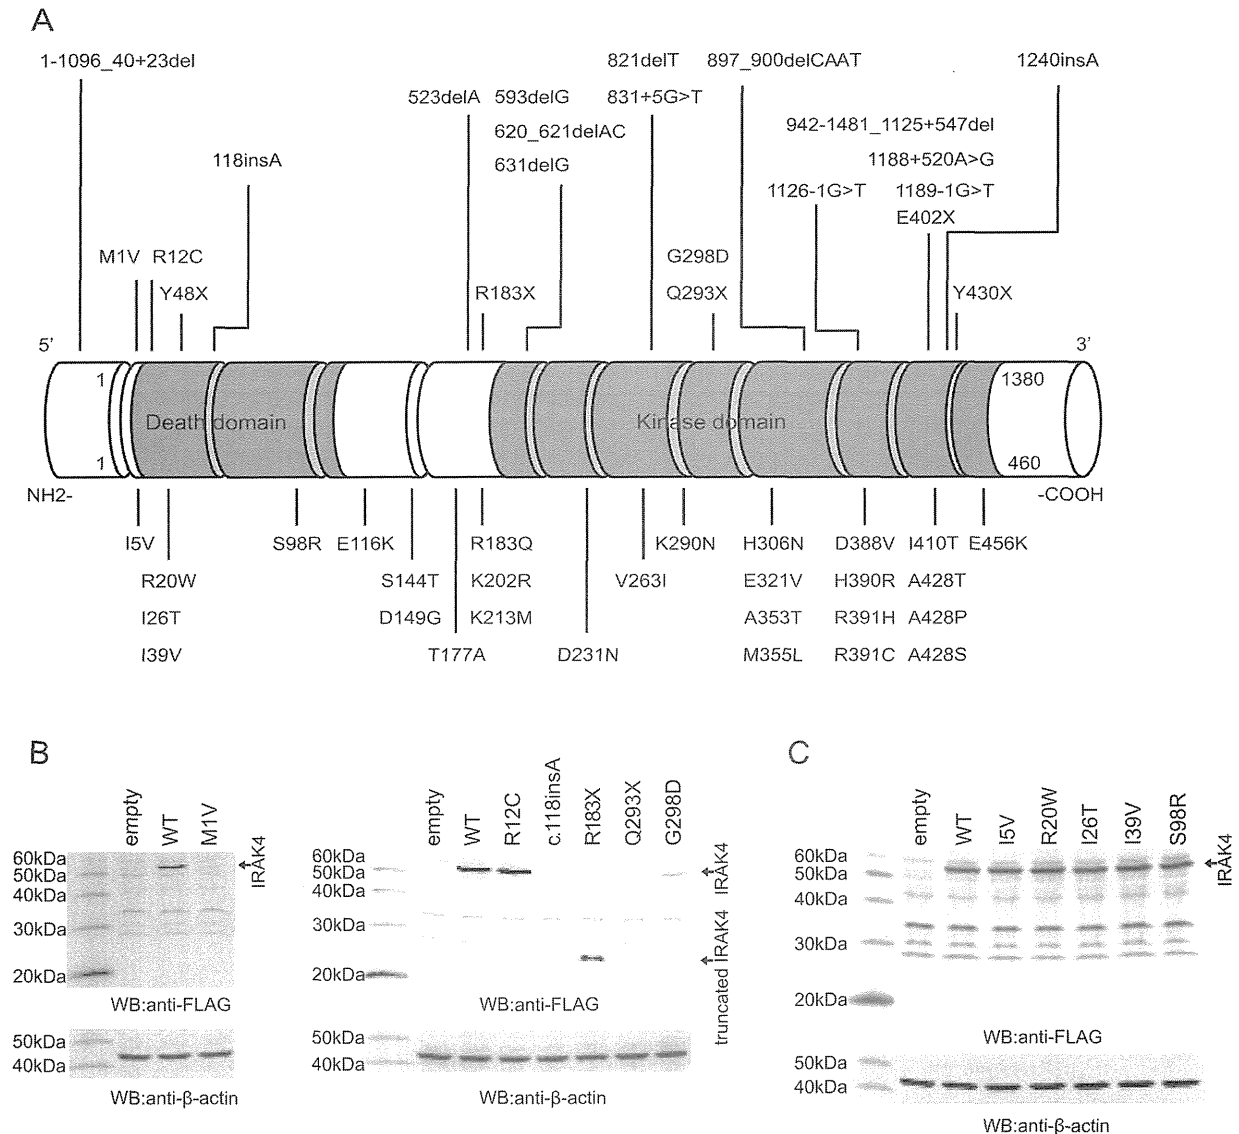 A
1-1096_40+23del
821delT
897_900delCAAT
1240insA
523delA
593delG
831+5G>T
620_621delAC
942-1481_1125+547del
118insA
631delG
1188+520A>G
1126-1G>T
1189-1G>T
E402X
M1V
R12C
G298D
Y48X
R183X
Q293X
Y430X
5'
3'
1
1380
Death domain
Kinase domain
1
460
NH2-
-COOH
I5V
S98R
E116K
R183Q
K290N
H306N
D388V
I410T
E456K
R20W
S144T
K202R
V263I
E321V
H390R
A428T
I26T
D149G
K213M
A353T
R391H
A428P
I39V
T177A
D231N
M355L
R391C
A428S
B
empty
WT
M1V
60kDa
50kDa
40kDa
30kDa
20kDa
IRAK4
WB:anti-FLAG
50kDa
40kDa
WB:anti-β-actin
empty
WT
R12C
c.118insA
R183X
Q293X
G298D
60kDa
50kDa
40kDa
30kDa
20kDa
IRAK4
truncated IRAK4
WB:anti-FLAG
50kDa
40kDa
WB:anti-β-actin
C
empty
WT
I5V
R20W
I26T
I39V
S98R
60kDa
50kDa
40kDa
30kDa
20kDa
IRAK4
WB:anti-FLAG
50kDa
40kDa
WB:anti-β-actin